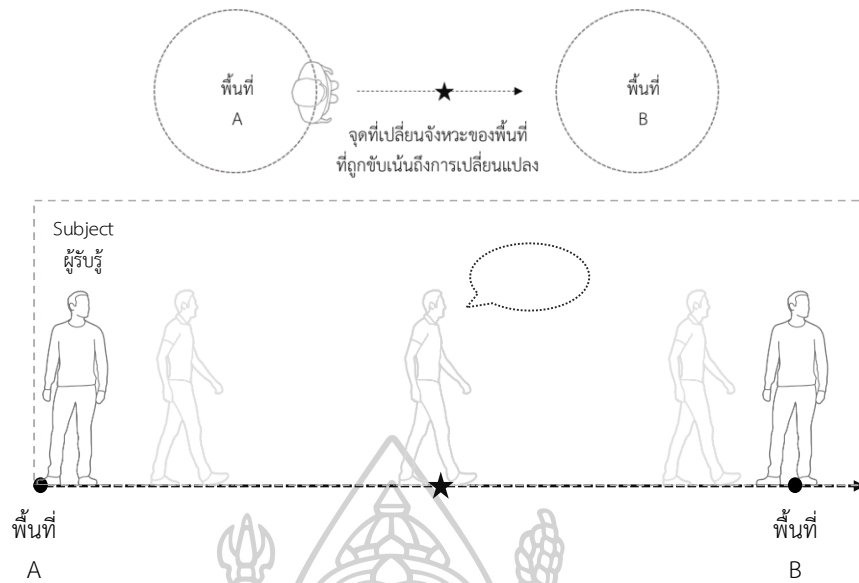 พื้นที่
A
พื้นที่
B
จุดที่เปลี่ยนจังหวะของพื้นที่
ที่ถูกขับเน้นถึงการเปลี่ยนแปลง
Subject
ผู้รับรู้
พื้นที่
A
พื้นที่
B